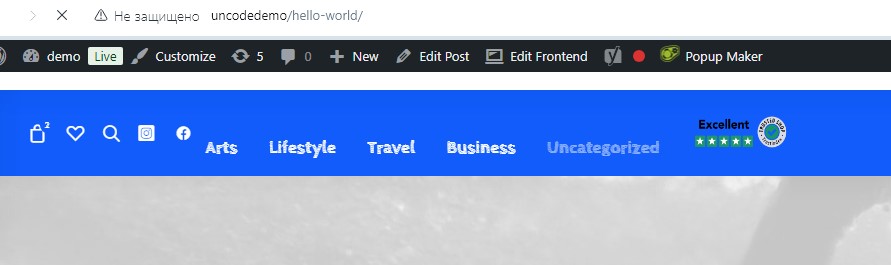 Не защищено uncodedemo/hello-world/
demo Live Customize 5 0 New Edit Post Edit Frontend Popup Maker
2
Arts Lifestyle Travel Business Uncategorized
Excellent